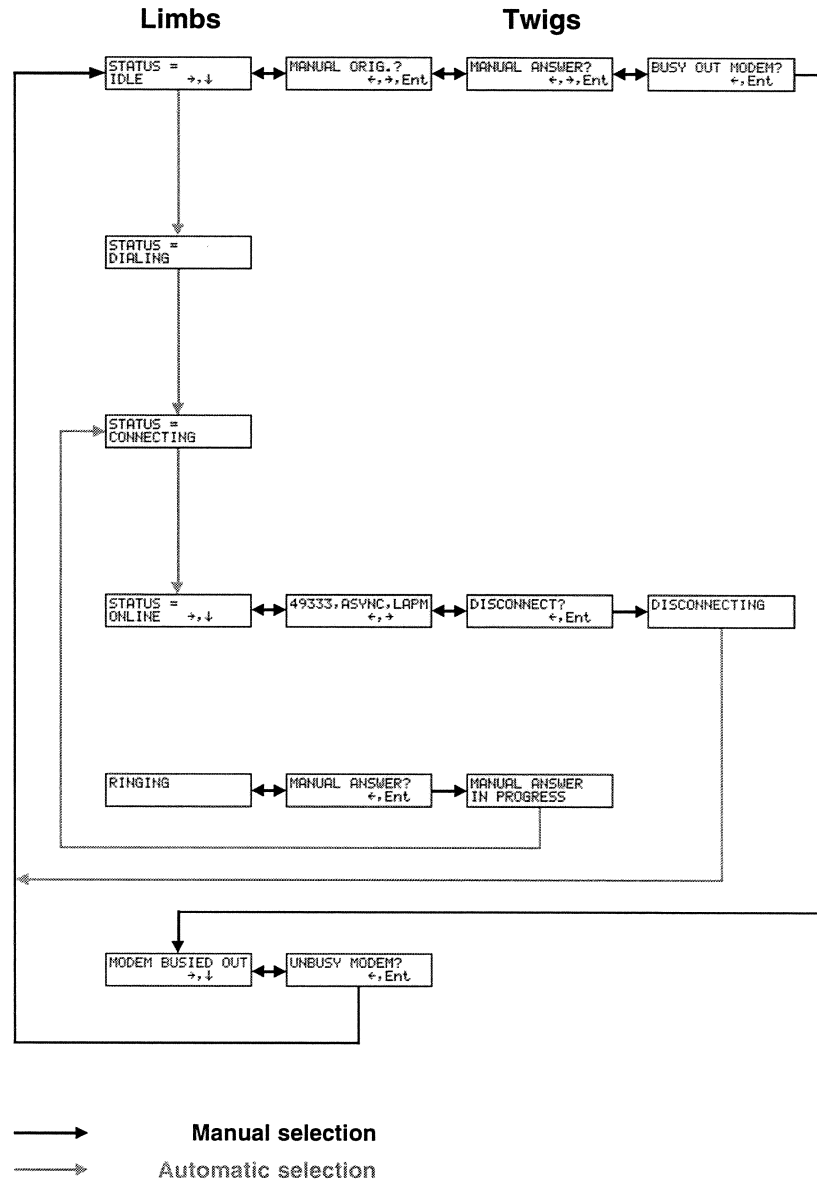 Limbs
Twigs
STATUS =
IDLE →,↓
MANUAL ORIG.?
←,→,Ent
MANUAL ANSWER?
←,→,Ent
BUSY OUT MODEM?
←,Ent
STATUS =
DIALING
STATUS =
CONNECTING
STATUS =
ONLINE →,↓
49333,ASYNC,LAPM
←,→
DISCONNECT?
←,Ent
DISCONNECTING
RINGING
MANUAL ANSWER?
←,Ent
MANUAL ANSWER
IN PROGRESS
MODEM BUSIED OUT
→,↓
UNBUSY MODEM?
←,Ent
Manual selection
Automatic selection